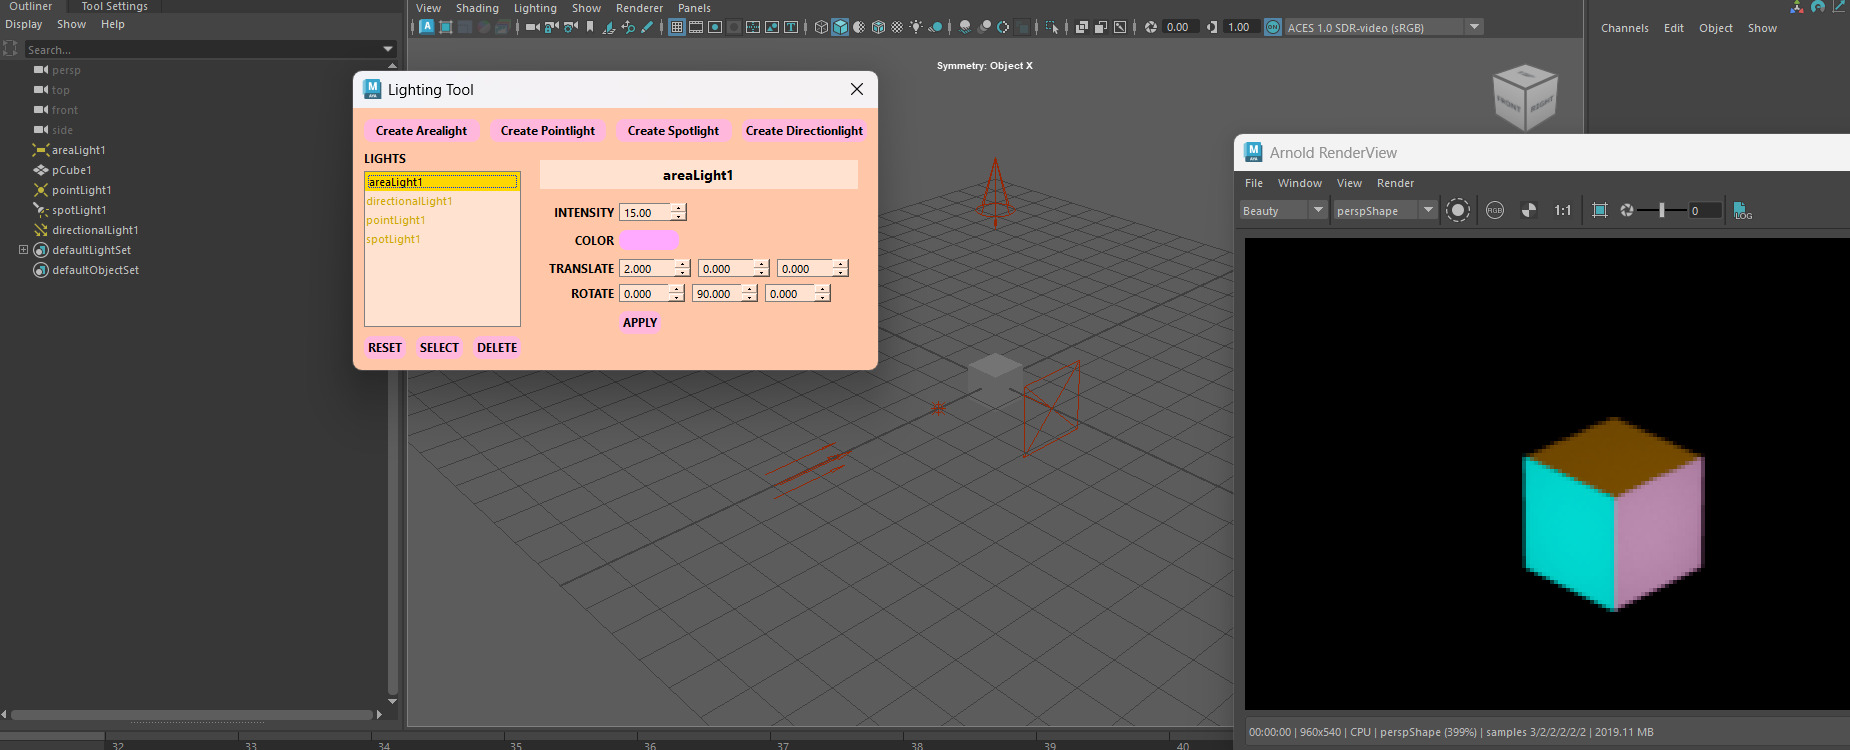 Outliner Tool Settings
Display Show Help
Search...
persp
top
front
side
areaLight1
pCube1
pointLight1
spotLight1
directionalLight1
defaultLightSet
defaultObjectSet
View Shading Lighting Show Renderer Panels
0.00 1.00 ON ACES 1.0 SDR-video (sRGB)
Symmetry: Object X
FRONT RIGHT
Channels Edit Object Show
Lighting Tool
Create Arealight Create Pointlight Create Spotlight Create Directionlight
LIGHTS
areaLight1
directionalLight1
pointLight1
spotLight1
RESET SELECT DELETE
areaLight1
INTENSITY 15.00
COLOR
TRANSLATE 2.000 0.000 0.000
ROTATE 0.000 90.000 0.000
APPLY
Arnold RenderView
File Window View Render
Beauty perspShape RGB 1:1 0 LOG
00:00:00 | 960x540 | CPU | perspShape (399%) | samples 3/2/2/2/2/2 | 2019.11 MB
32 33 34 35 36 37 38 39 40